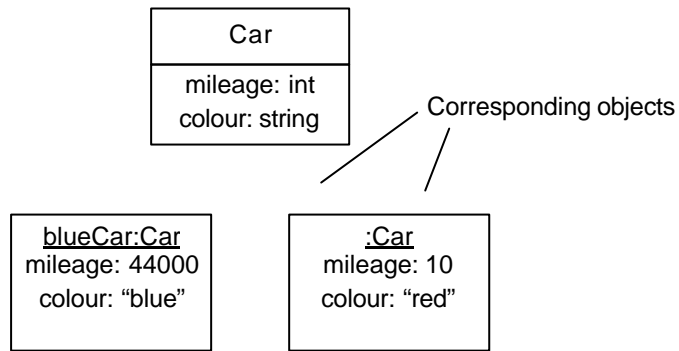 Car
mileage: int
colour: string
Corresponding objects
blueCar:Car
mileage: 44000
colour: “blue”
:Car
mileage: 10
colour: “red”